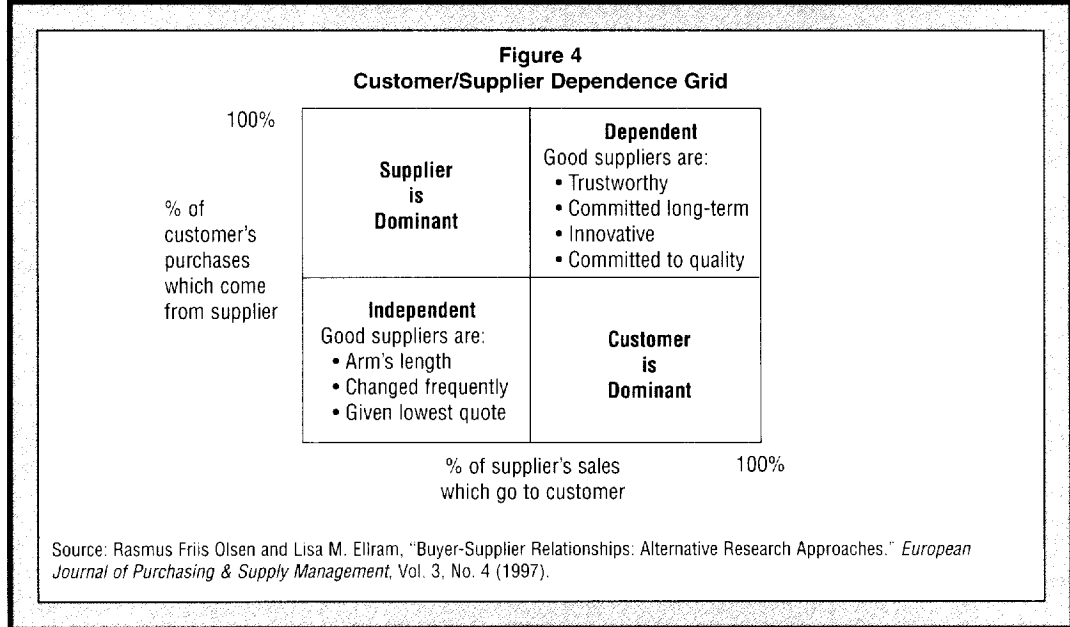 Figure 4
Customer/Supplier Dependence Grid
100%
% of
customer's
purchases
which come
from supplier
Supplier
is
Dominant
Dependent
Good suppliers are:
• Trustworthy
• Committed long-term
• Innovative
• Committed to quality
Independent
Good suppliers are:
• Arm's length
• Changed frequently
• Given lowest quote
Customer
is
Dominant
% of supplier's sales
which go to customer
100%
Source: Rasmus Friis Olsen and Lisa M. Ellram, "Buyer-Supplier Relationships: Alternative Research Approaches." European
Journal of Purchasing & Supply Management, Vol. 3, No. 4 (1997).